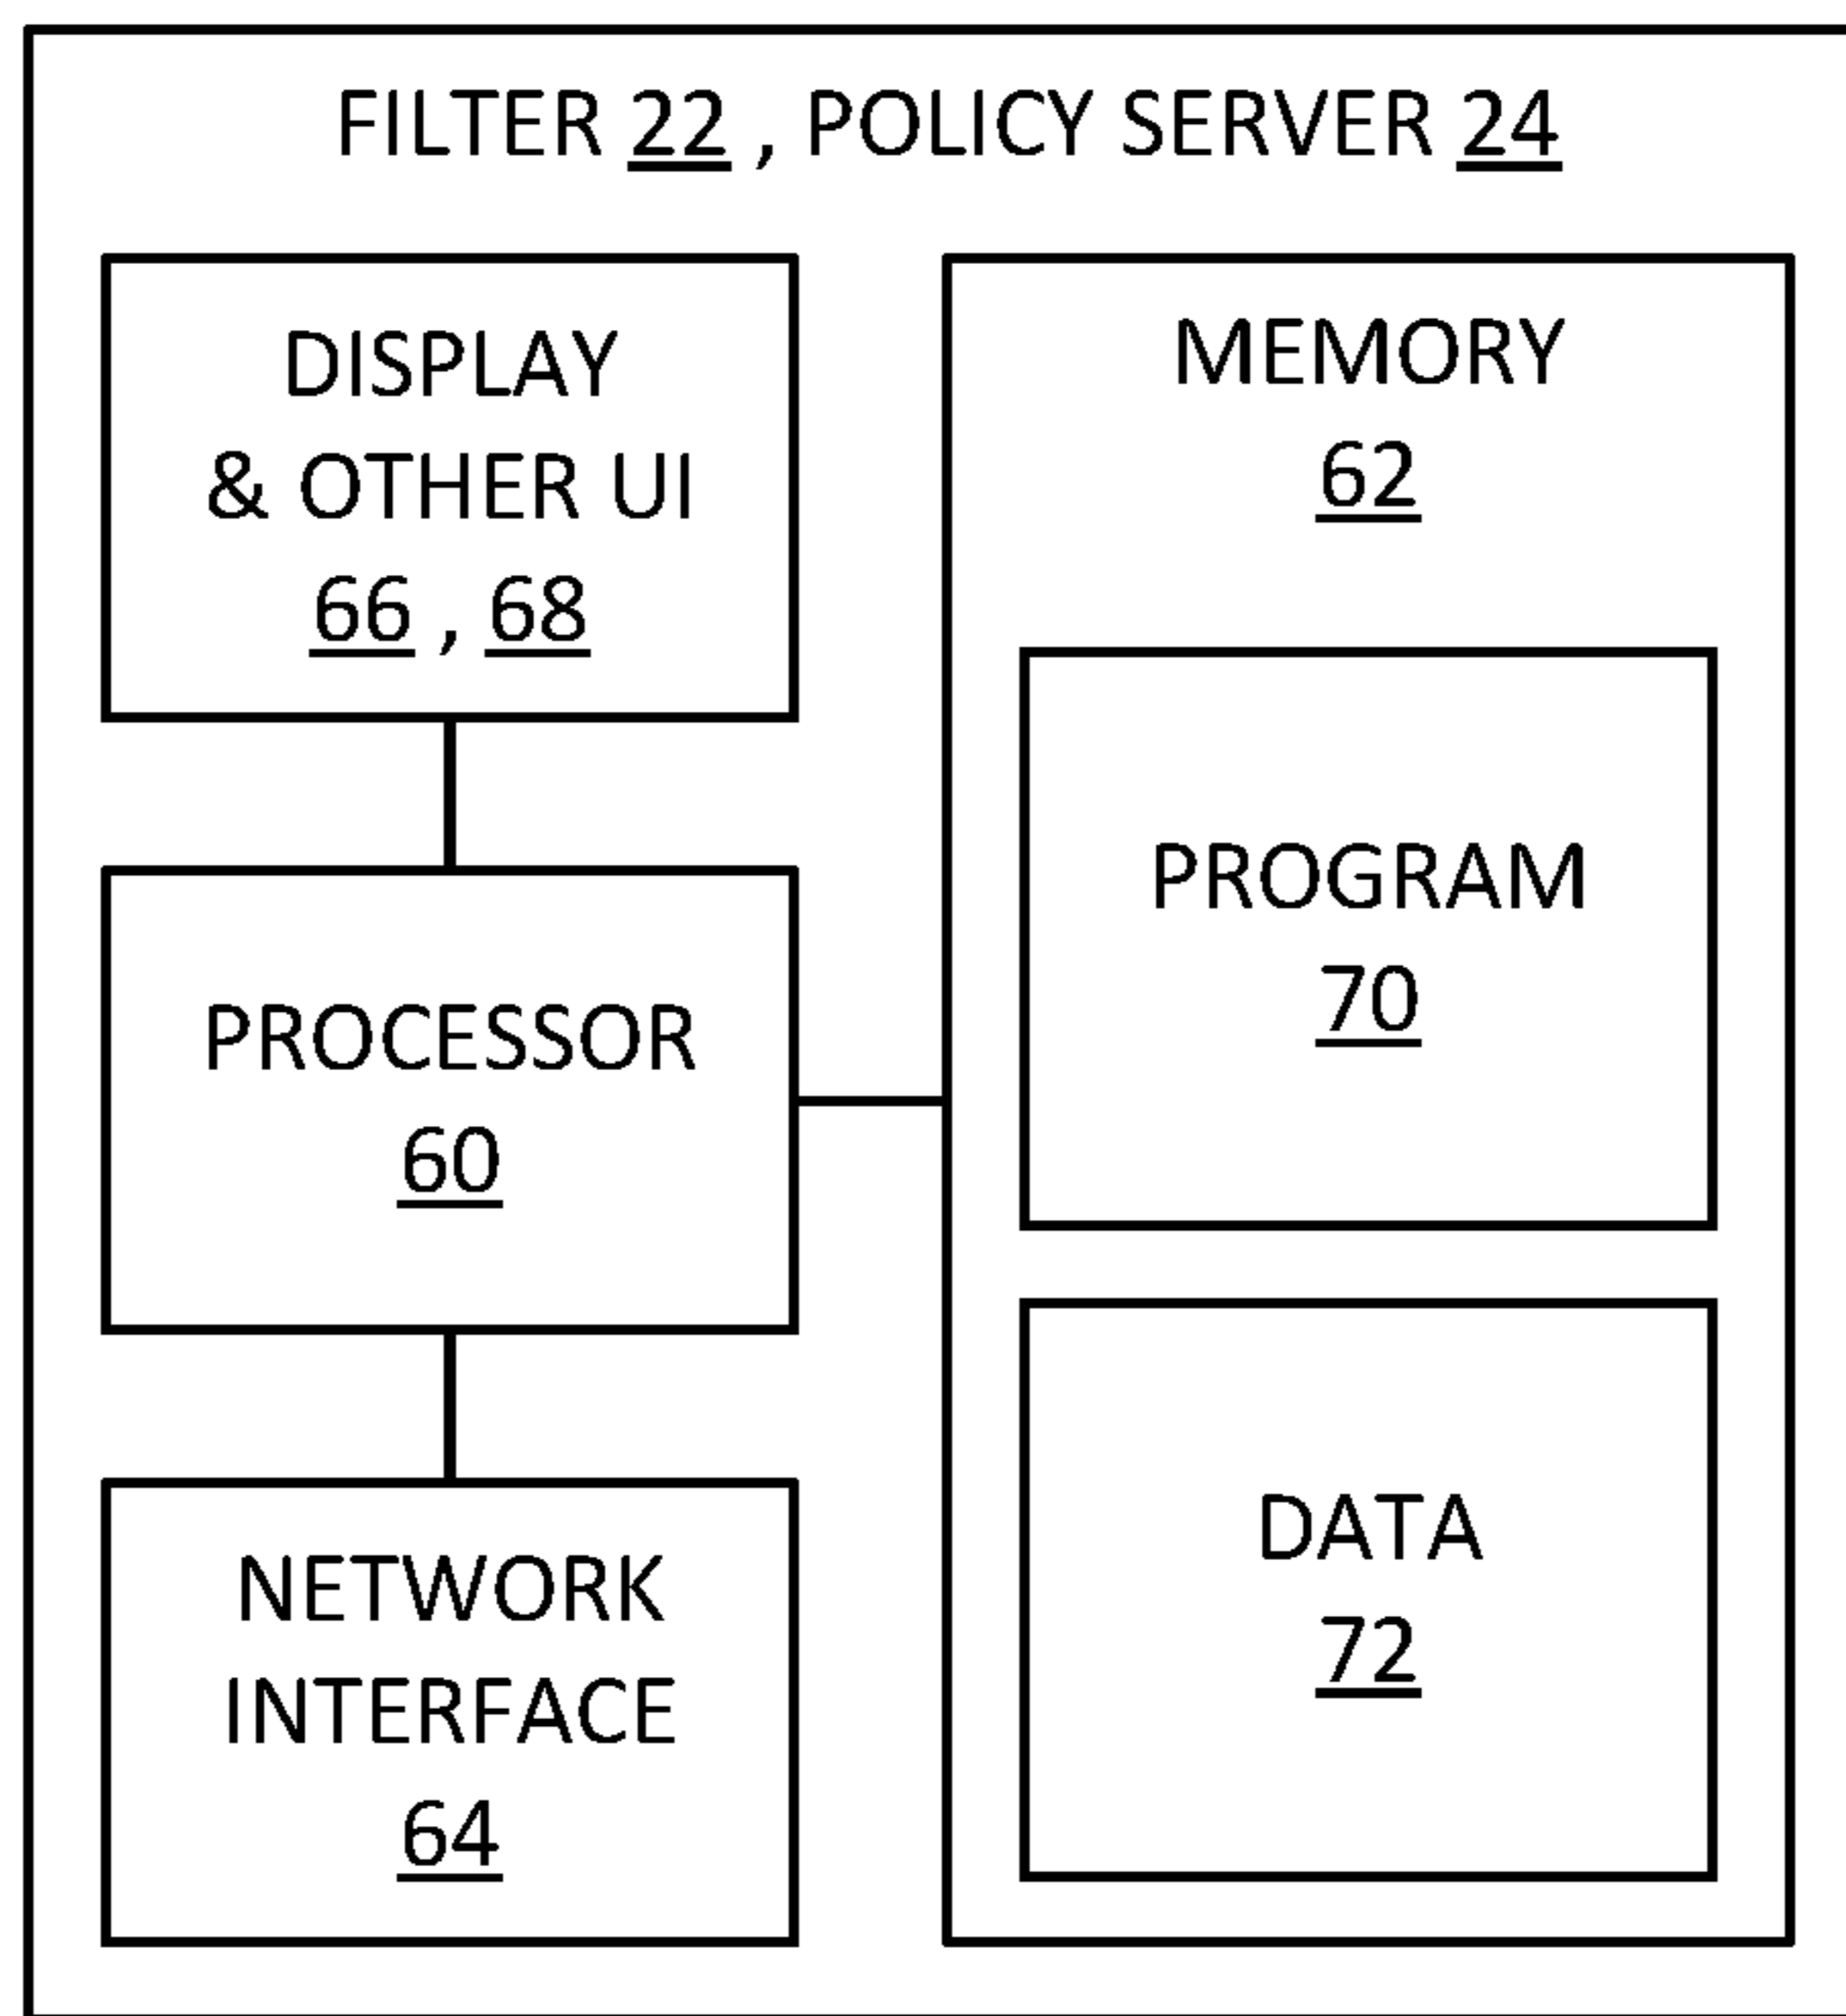 FILTER 22 , POLICY SERVER 24
DISPLAY
& OTHER UI
66 , 68
PROCESSOR
60
NETWORK
INTERFACE
64
MEMORY
62
PROGRAM
70
DATA
72